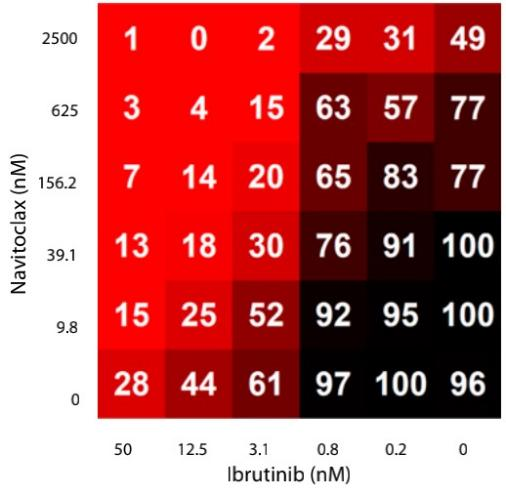 2500 1 0 2 29 31 49
625 3 4 15 63 57 77
156.2 7 14 20 65 83 77
39.1 13 18 30 76 91 100
9.8 15 25 52 92 95 100
0 28 44 61 97 100 96
50 12.5 3.1 0.8 0.2 0
Ibrutinib (nM)
Navitoclax (nM)